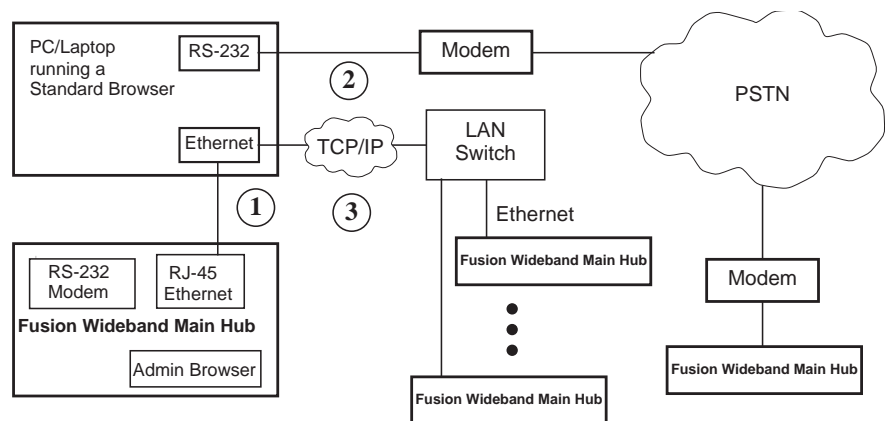 PC/Laptop
running a
Standard Browser
RS-232
Modem
PSTN
2
Ethernet
TCP/IP
LAN
Switch
1
3
Ethernet
RS-232
Modem
RJ-45
Ethernet
Fusion Wideband Main Hub
Admin Browser
Fusion Wideband Main Hub
Fusion Wideband Main Hub
Modem
Fusion Wideband Main Hub